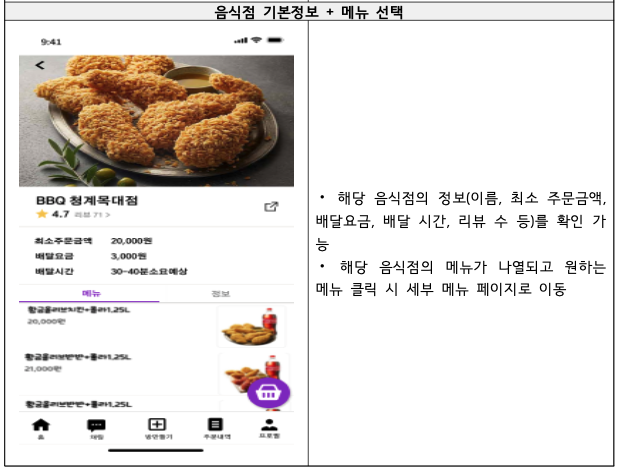 음식점 기본정보 + 메뉴 선택
9:41
BBQ 청계목대점
4.7 리뷰 71 >
최소주문금액 20,000원
배달요금 3,000원
배달시간 30~40분소요예상
메뉴 정보
황금올리브치킨+콜라1.25L
20,000원
황금올리브반반+콜라1.25L
21,000원
황금올리브반반+콜라1.25L
홈 채팅 방만들기 주문내역 프로필
• 해당 음식점의 정보(이름, 최소 주문금액,
배달요금, 배달 시간, 리뷰 수 등)를 확인 가
능
• 해당 음식점의 메뉴가 나열되고 원하는
메뉴 클릭 시 세부 메뉴 페이지로 이동